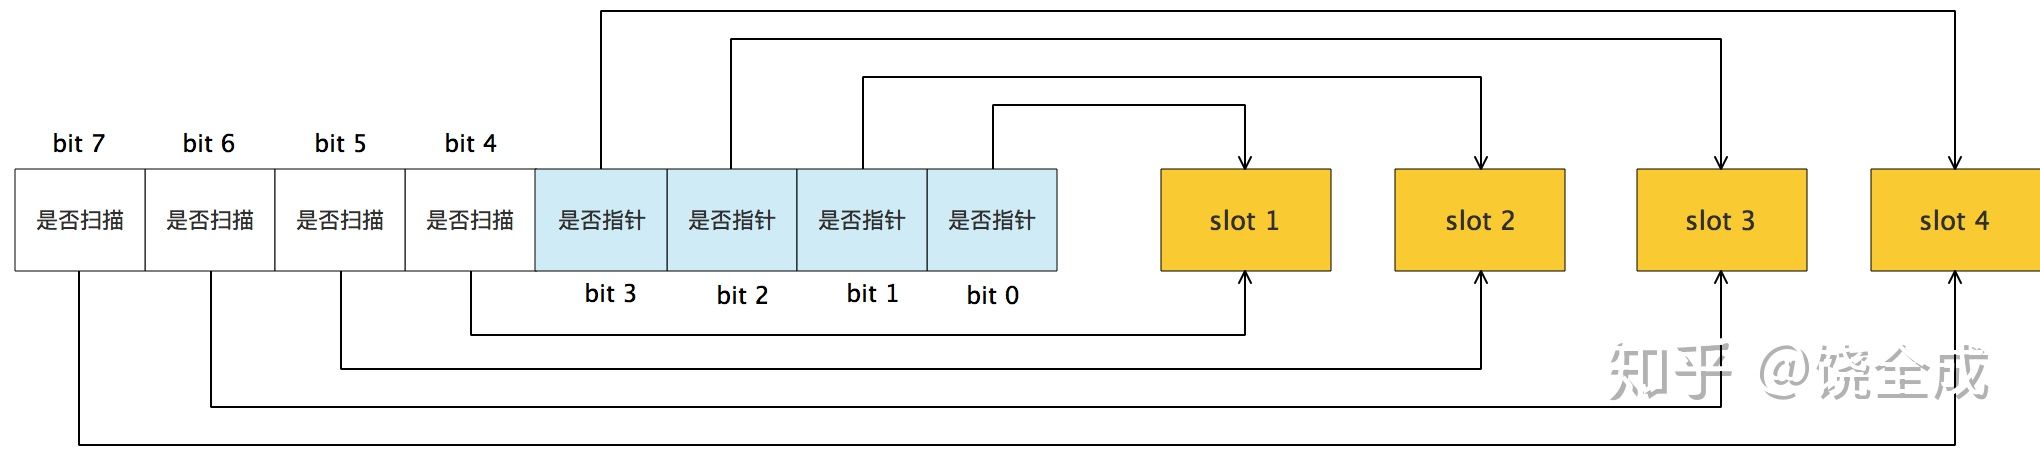 bit 7 bit 6 bit 5 bit 4
是否扫描 是否扫描 是否扫描 是否扫描 是否指针 是否指针 是否指针 是否指针 slot 1 slot 2 slot 3 slot 4
bit 3 bit 2 bit 1 bit 0
知乎 @饶全成